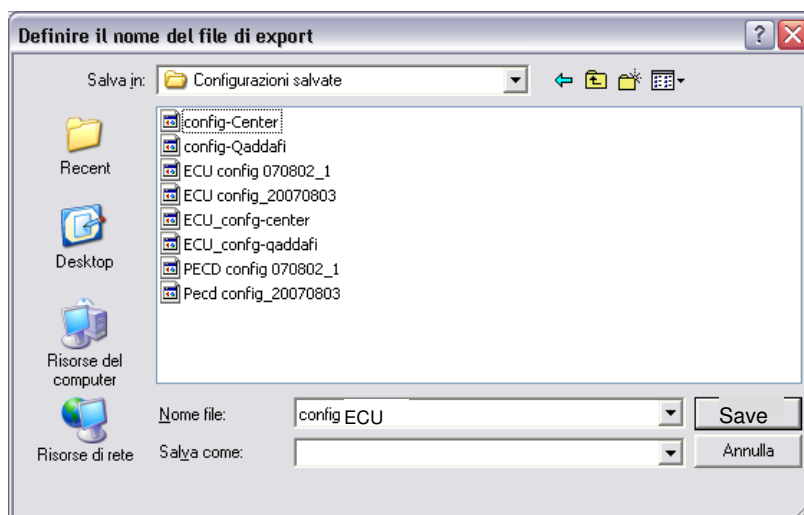 Definire il nome del file di export
Salva in: Configurazioni salvate
Recent
Desktop
Risorse del computer
Risorse di rete
config-Center
config-Qaddafi
ECU config 070802_1
ECU config_20070803
ECU_confg-center
ECU_confg-qaddafi
PECD config 070802_1
Pecd config_20070803
Nome file: config ECU Save
Salva come: Annulla